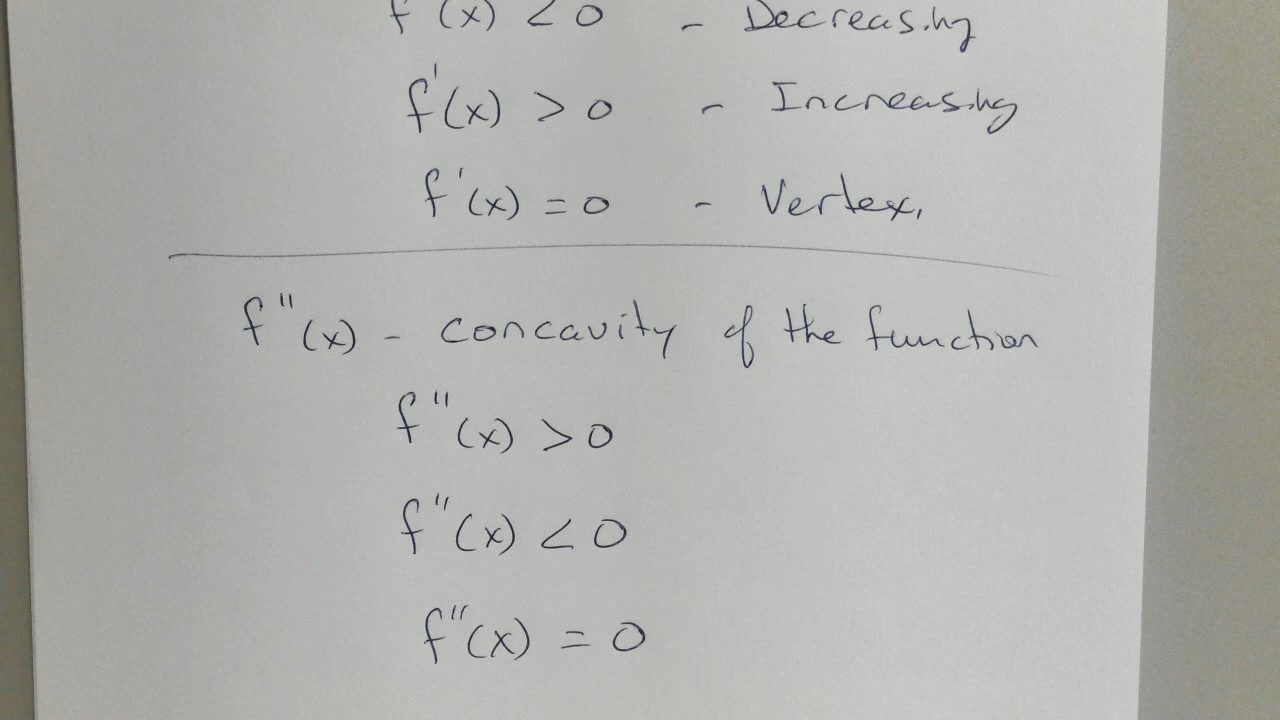 f'(x) < 0 - Decreasing
f'(x) > 0 - Increasing
f'(x) = 0 - Vertex,
f"(x) - concavity of the function
f"(x) > 0
f"(x) < 0
f"(x) = 0